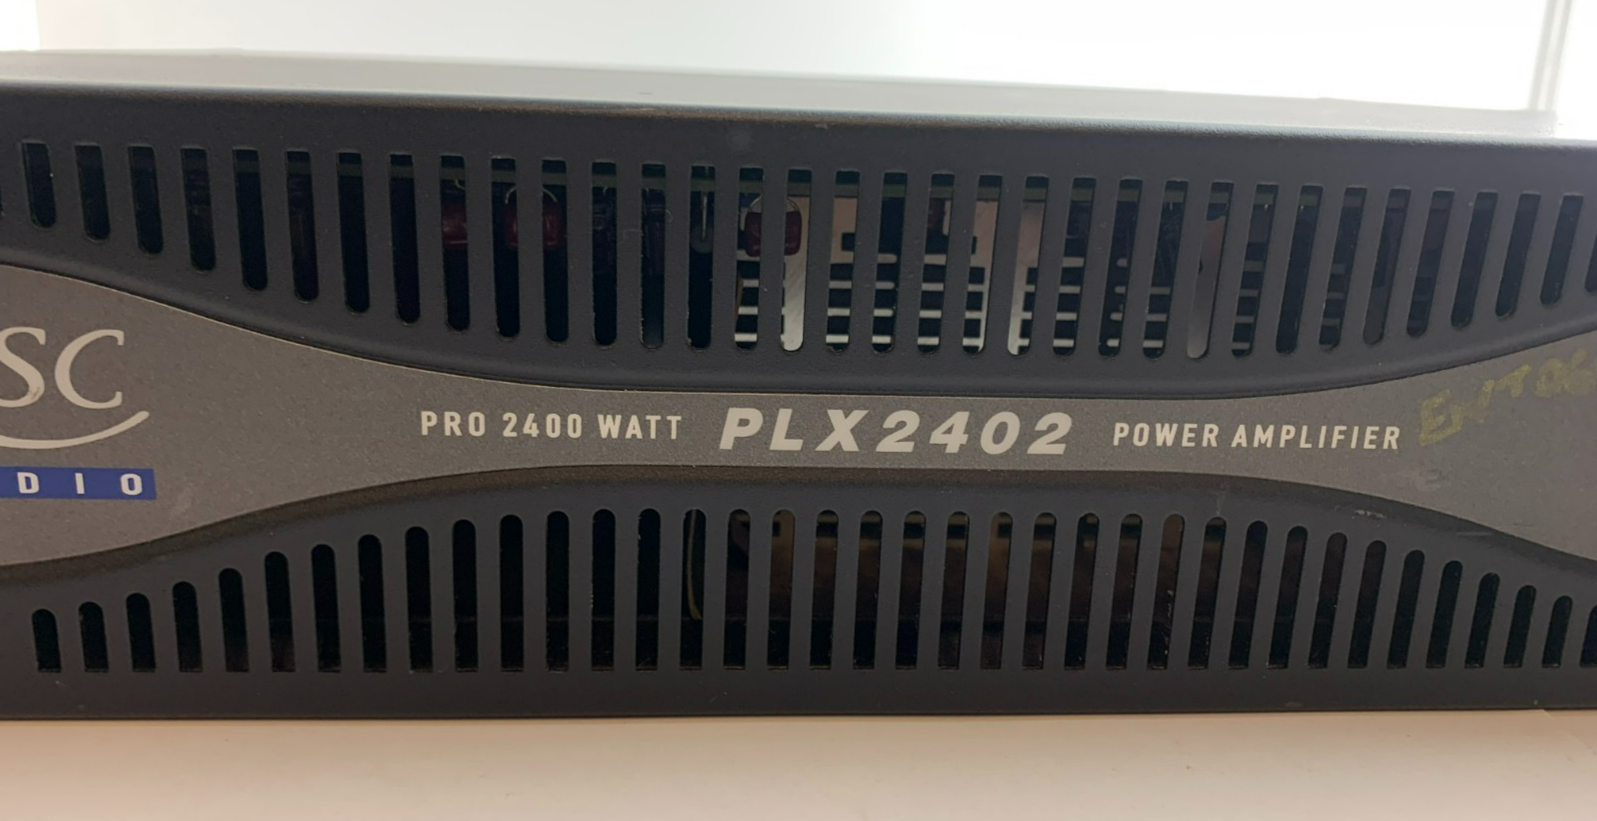 SC
DIO
PRO 2400 WATT PLX2402 POWER AMPLIFIER